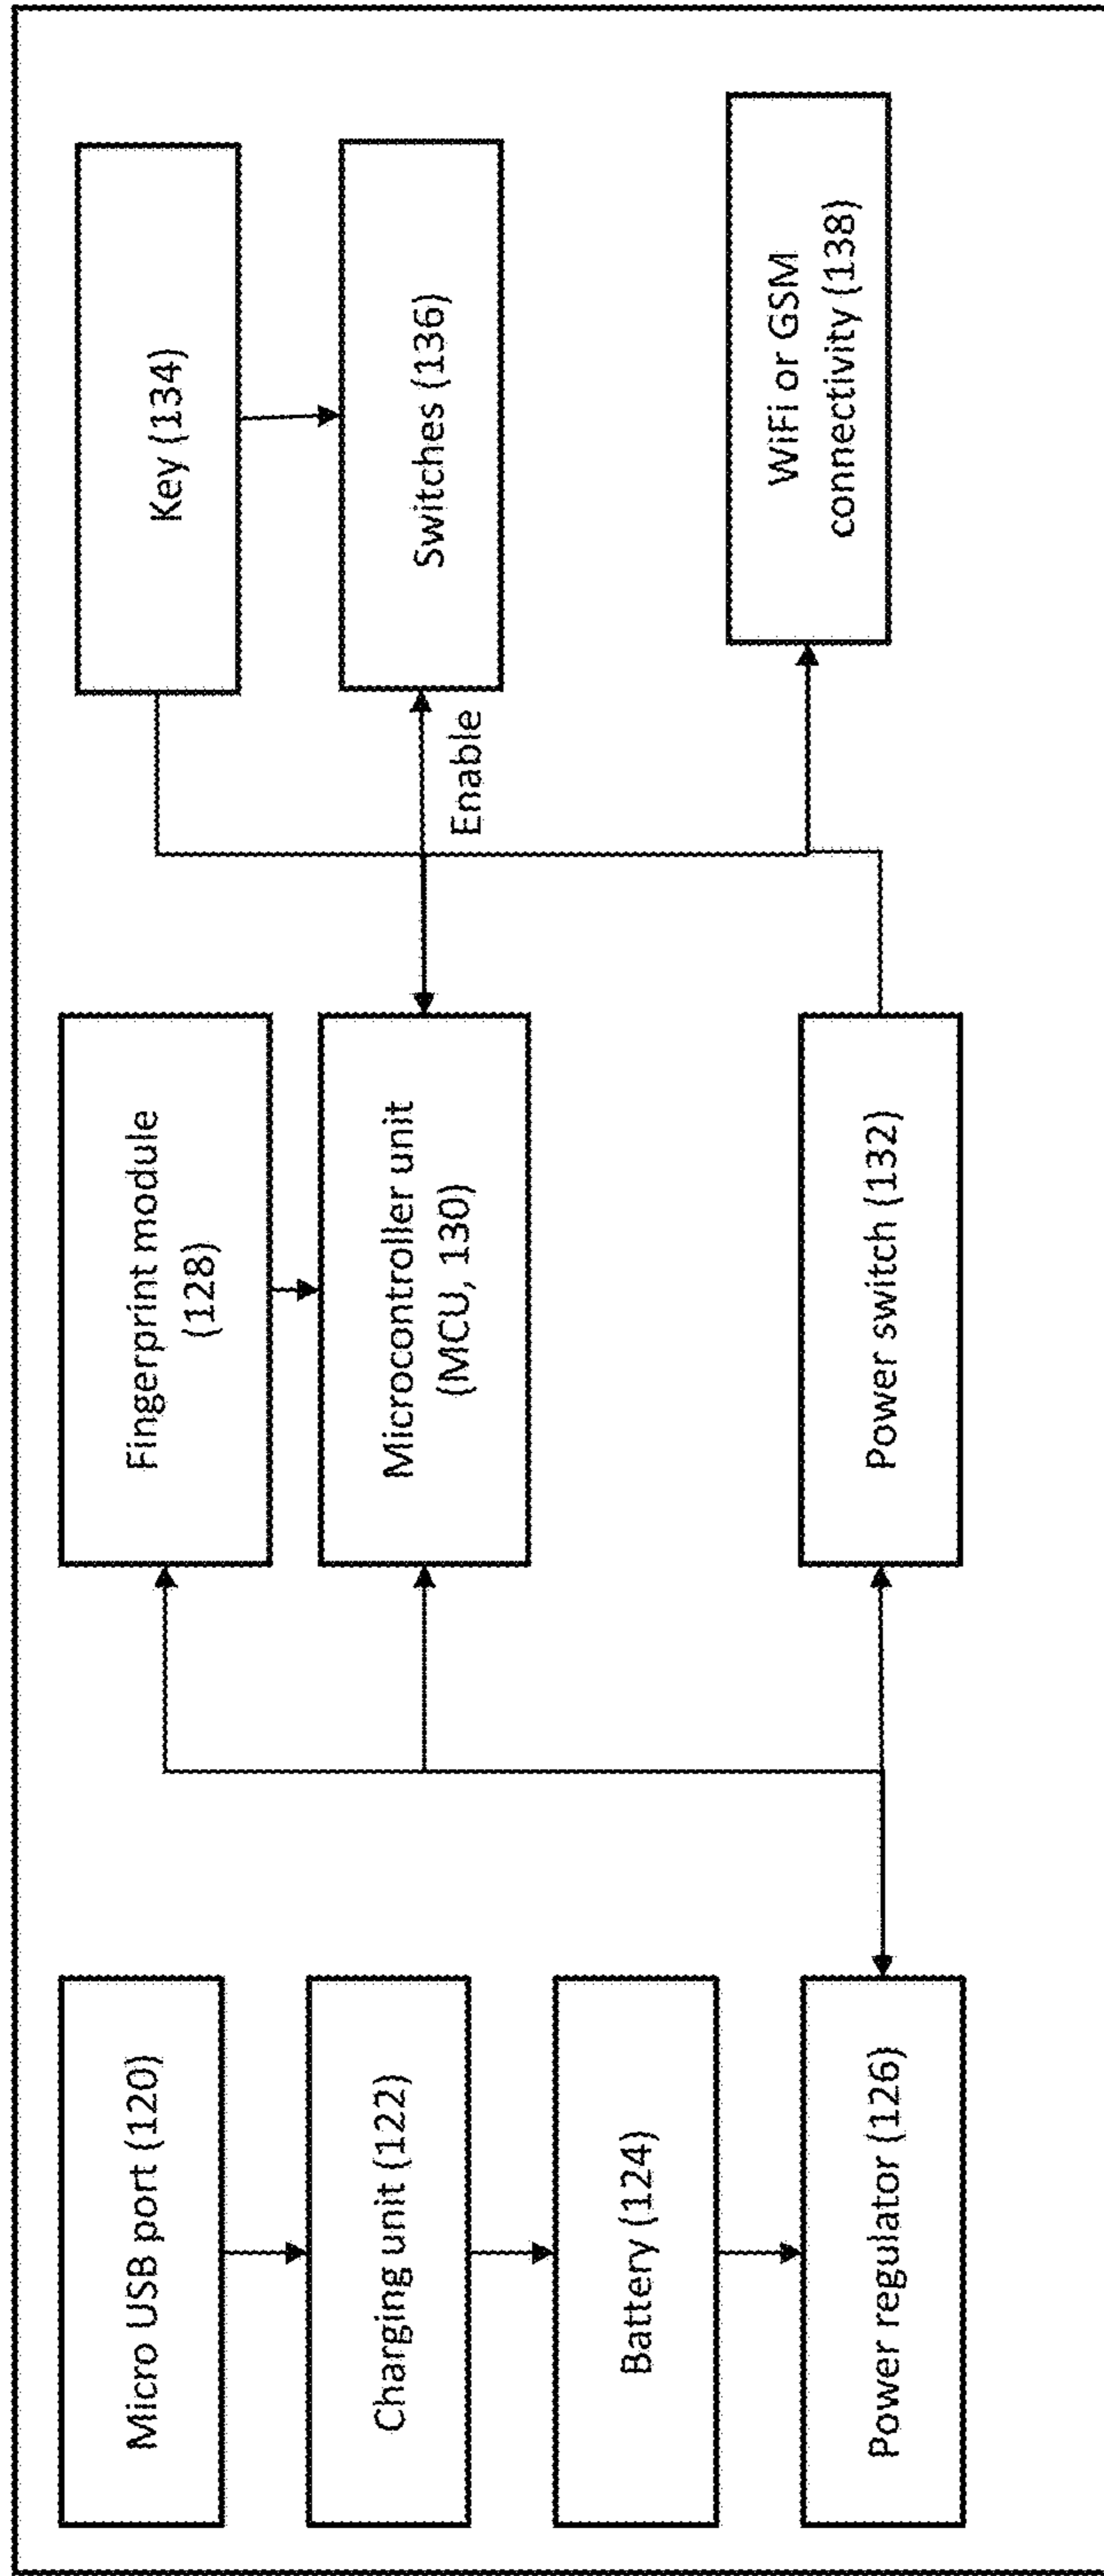 Micro USB port (120)
Charging unit (122)
Battery (124)
Power regulator (126)
Fingerprint module
(128)
Microcontroller unit
(MCU, 130)
Power switch (132)
Key (134)
Switches (136)
Enable
WiFi or GSM
connectivity (138)